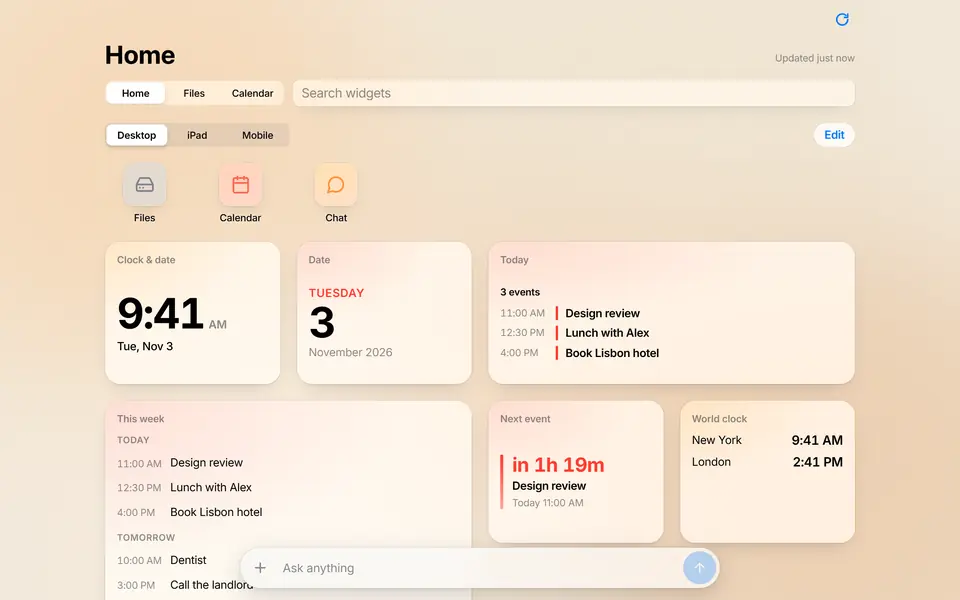 Home
Updated just now
Home Files Calendar
Search widgets
Desktop iPad Mobile
Edit
Files Calendar Chat
Clock & date
9:41 AM
Tue, Nov 3
Date
TUESDAY
3
November 2026
Today
3 events
11:00 AM Design review
12:30 PM Lunch with Alex
4:00 PM Book Lisbon hotel
This week
TODAY
11:00 AM Design review
12:30 PM Lunch with Alex
4:00 PM Book Lisbon hotel
TOMORROW
10:00 AM Dentist
3:00 PM Call the landlord
Next event
in 1h 19m
Design review
Today 11:00 AM
World clock
New York 9:41 AM
London 2:41 PM
Ask anything